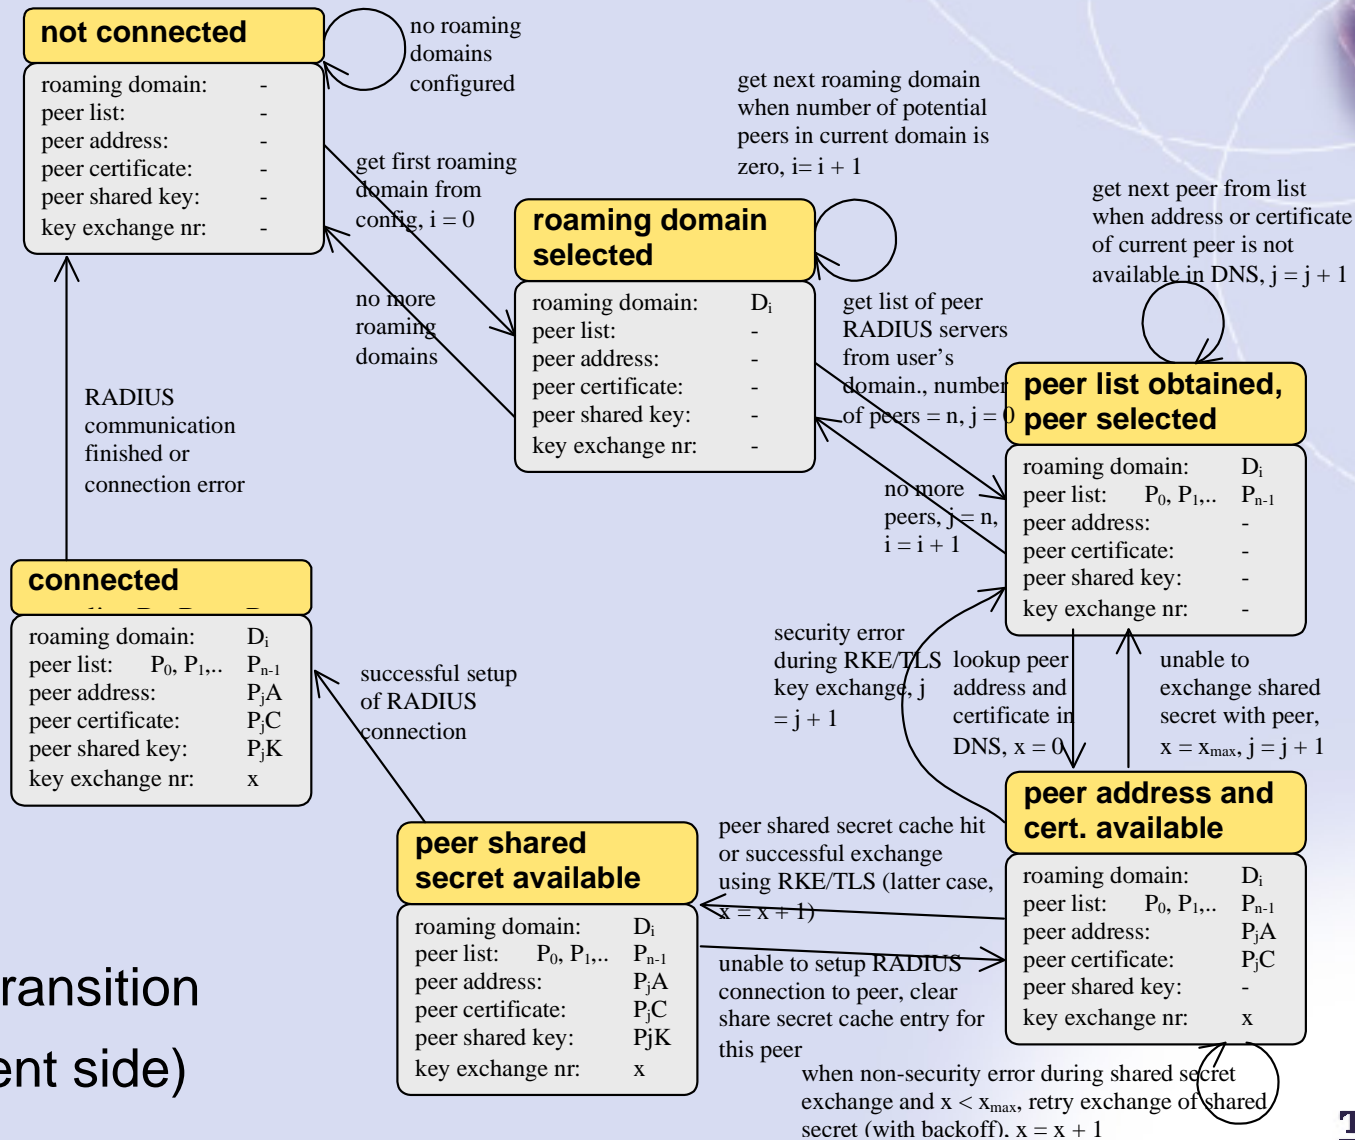 not connected
roaming domain: -
peer list: -
peer address: -
peer certificate: -
peer shared key: -
key exchange nr: -
no roaming
domains
configured
get first roaming
domain from
config, i = 0
no more
roaming
domains
get next roaming domain
when number of potential
peers in current domain is
zero, i= i + 1
roaming domain
selected
roaming domain: Di
peer list: -
peer address: -
peer certificate: -
peer shared key: -
key exchange nr: -
get list of peer
RADIUS servers
from user’s
domain., number
of peers = n, j = 0
no more
peers, j = n,
i = i + 1
get next peer from list
when address or certificate
of current peer is not
available in DNS, j = j + 1
peer list obtained,
peer selected
roaming domain: Di
peer list: P0, P1,.. Pn-1
peer address: -
peer certificate: -
peer shared key: -
key exchange nr: -
RADIUS
communication
finished or
connection error
connected
roaming domain: Di
peer list: P0, P1,.. Pn-1
peer address: PjA
peer certificate: PjC
peer shared key: PjK
key exchange nr: x
successful setup
of RADIUS
connection
security error
during RKE/TLS
key exchange, j
= j + 1
lookup peer
address and
certificate in
DNS, x = 0
unable to
exchange shared
secret with peer,
x = xmax, j = j + 1
peer address and
cert. available
roaming domain: Di
peer list: P0, P1,.. Pn-1
peer address: PjA
peer certificate: PjC
peer shared key: -
key exchange nr: x
peer shared secret cache hit
or successful exchange
using RKE/TLS (latter case,
x = x + 1)
peer shared
secret available
roaming domain: Di
peer list: P0, P1,.. Pn-1
peer address: PjA
peer certificate: PjC
peer shared key: PjK
key exchange nr: x
unable to setup RADIUS
connection to peer, clear
share secret cache entry for
this peer
when non-security error during shared secret
exchange and x < xmax, retry exchange of shared
secret (with backoff), x = x + 1
ransition
ent side)